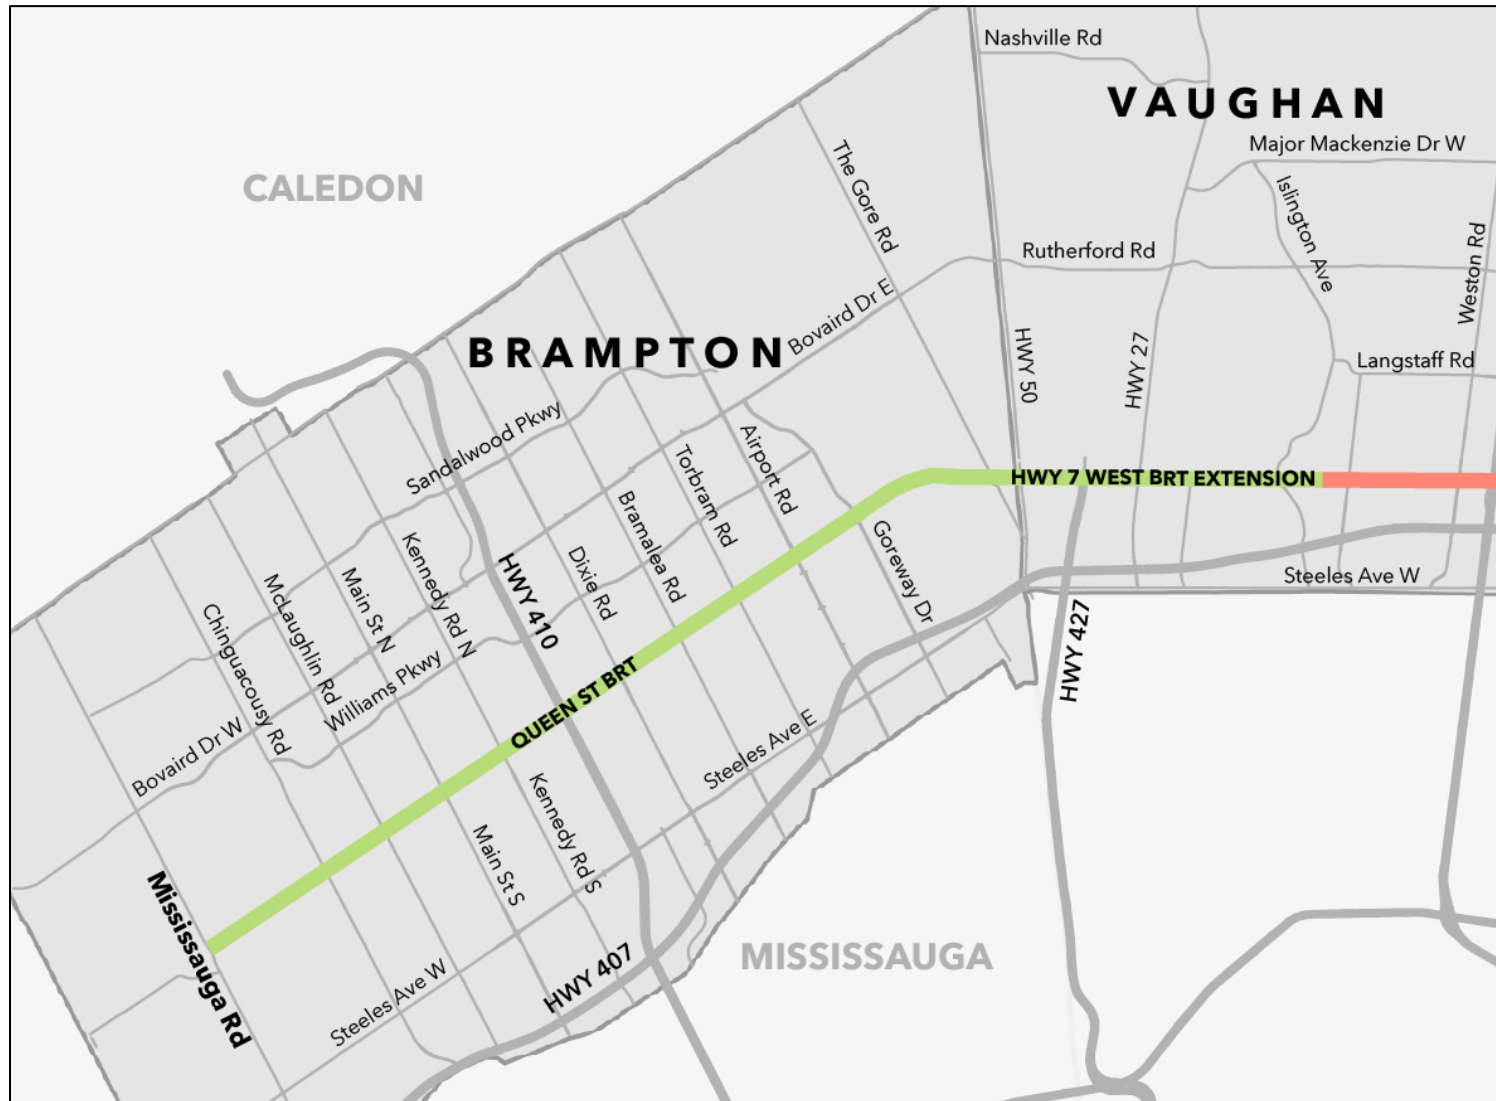 Nashville Rd
VAUGHAN
Major Mackenzie Dr W
CALEDON
The Gore Rd
Islington Ave
Weston Rd
Rutherford Rd
Bovaird Dr E
BRAMPTON
HWY 50
HWY 27
Langstaff Rd
Sandalwood Pkwy
Airport Rd
Torbram Rd
HWY 7 WEST BRT EXTENSION
Bramalea Rd
Goreway Dr
Kennedy Rd N
HWY 410
Dixie Rd
Main St N
McLaughlin Rd
Chinguacousy Rd
Steeles Ave W
HWY 427
Williams Pkwy
QUEEN ST BRT
Bovaird Dr W
Steeles Ave E
Kennedy Rd S
Main St S
Mississauga Rd
MISSISSAUGA
HWY 407
Steeles Ave W